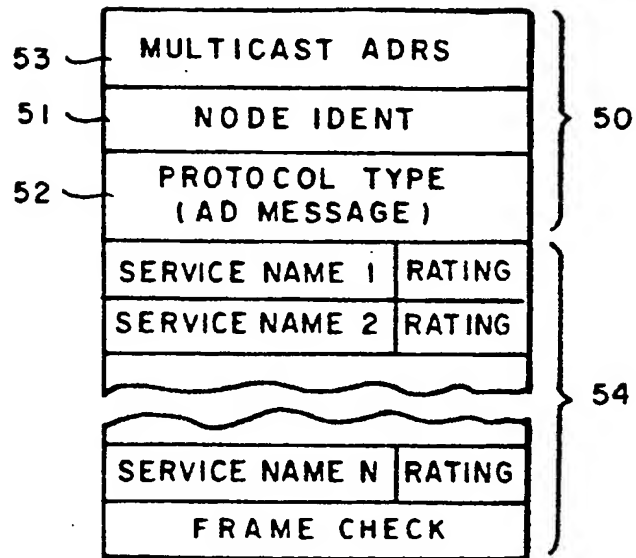 53 MULTICAST ADRS
51 NODE IDENT 50
52 PROTOCOL TYPE
(AD MESSAGE)
SERVICE NAME 1 RATING
SERVICE NAME 2 RATING
54
SERVICE NAME N RATING
FRAME CHECK